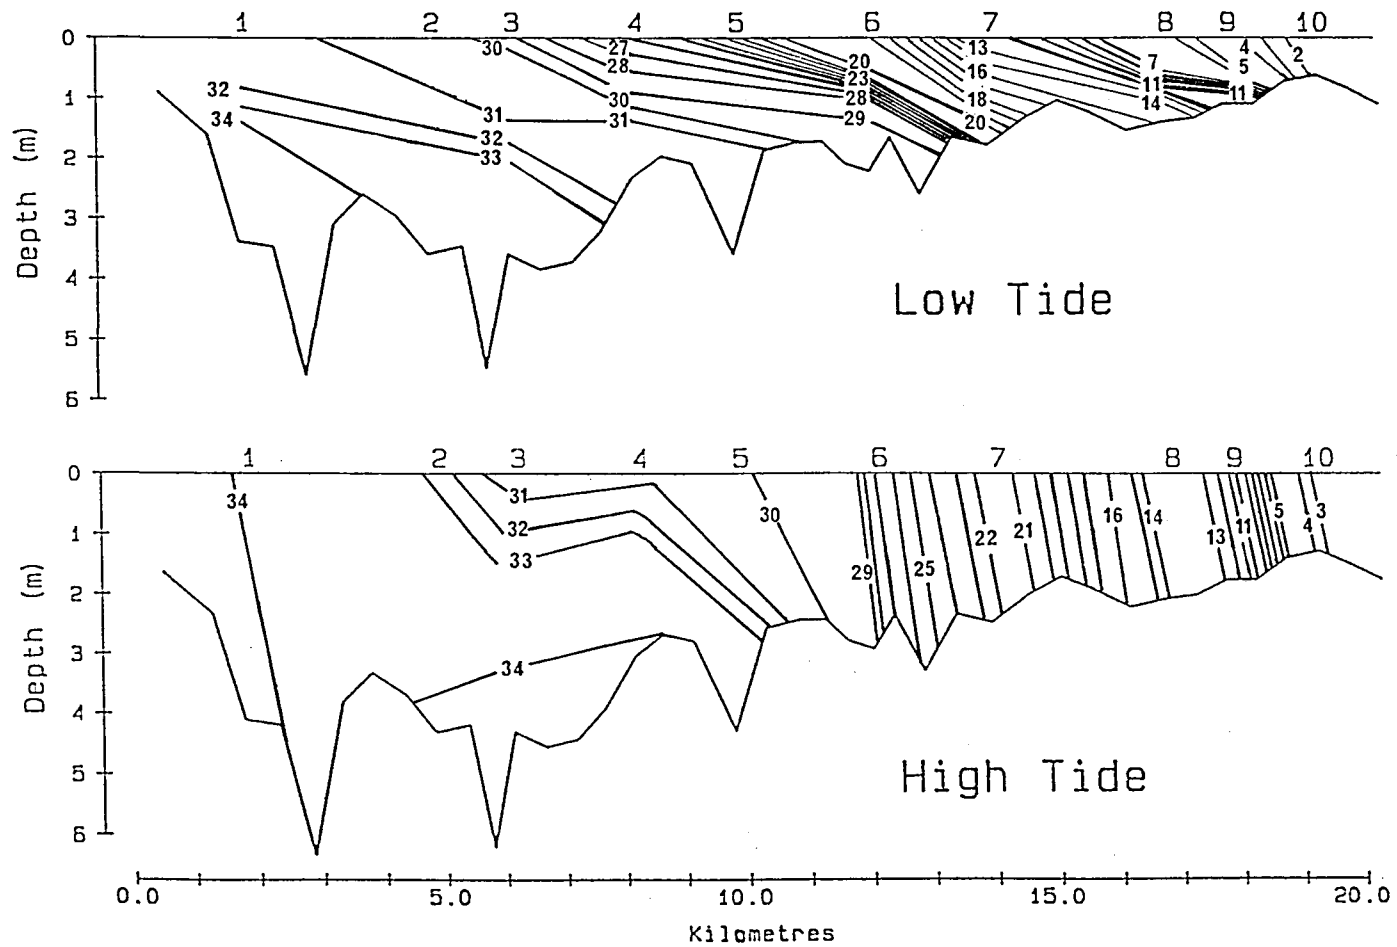 1 2 3 4 5 6 7 8 9 10
0
30 27 13 4 2
28 20 16 7 5
32 23 11
1
34 30 28 18 14 11
31 31 29 20
32
2
33
3
4
5
6
Depth (m)
Low Tide
1 2 3 4 5 6 7 8 9 10
0
34 31 30 16 14 5 3
32 22 21 11 4
1
33 13
29 25
2
3
34
4
5
6
Depth (m)
High Tide
0.0 5.0 10.0 15.0 20.0
Kilometres